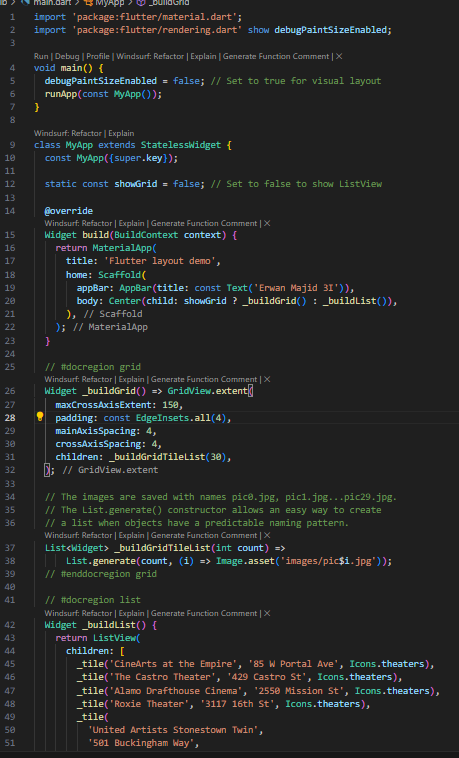 lib > main.dart > MyApp > _buildGrid
1 import 'package:flutter/material.dart';
2 import 'package:flutter/rendering.dart' show debugPaintSizeEnabled;
3
Run | Debug | Profile | Windsurf: Refactor | Explain | Generate Function Comment | X
4 void main() {
5 debugPaintSizeEnabled = false; // Set to true for visual layout
6 runApp(const MyApp());
7 }
8
Windsurf: Refactor | Explain
9 class MyApp extends StatelessWidget {
10 const MyApp({super.key});
11
12 static const showGrid = false; // Set to false to show ListView
13
14 @override
Windsurf: Refactor | Explain | Generate Function Comment | X
15 Widget build(BuildContext context) {
16 return MaterialApp(
17 title: 'Flutter layout demo',
18 home: Scaffold(
19 appBar: AppBar(title: const Text('Erwan Majid 3I')),
20 body: Center(child: showGrid ? _buildGrid() : _buildList()),
21 ), // Scaffold
22 ); // MaterialApp
23 }
24
25 // #docregion grid
Windsurf: Refactor | Explain | Generate Function Comment | X
26 Widget _buildGrid() => GridView.extent(
27 maxCrossAxisExtent: 150,
28 padding: const EdgeInsets.all(4),
29 mainAxisSpacing: 4,
30 crossAxisSpacing: 4,
31 children: _buildGridTileList(30),
32 ); // GridView.extent
33
34 // The images are saved with names pic0.jpg, pic1.jpg...pic29.jpg.
35 // The List.generate() constructor allows an easy way to create
36 // a list when objects have a predictable naming pattern.
Windsurf: Refactor | Explain | Generate Function Comment | X
37 List<Widget> _buildGridTileList(int count) =>
38 List.generate(count, (i) => Image.asset('images/pic$i.jpg'));
39 // #enddocregion grid
40
41 // #docregion list
Windsurf: Refactor | Explain | Generate Function Comment | X
42 Widget _buildList() {
43 return ListView(
44 children: [
45 _tile('CineArts at the Empire', '85 W Portal Ave', Icons.theaters),
46 _tile('The Castro Theater', '429 Castro St', Icons.theaters),
47 _tile('Alamo Drafthouse Cinema', '2550 Mission St', Icons.theaters),
48 _tile('Roxie Theater', '3117 16th St', Icons.theaters),
49 _tile(
50 'United Artists Stonestown Twin',
51 '501 Buckingham Way',